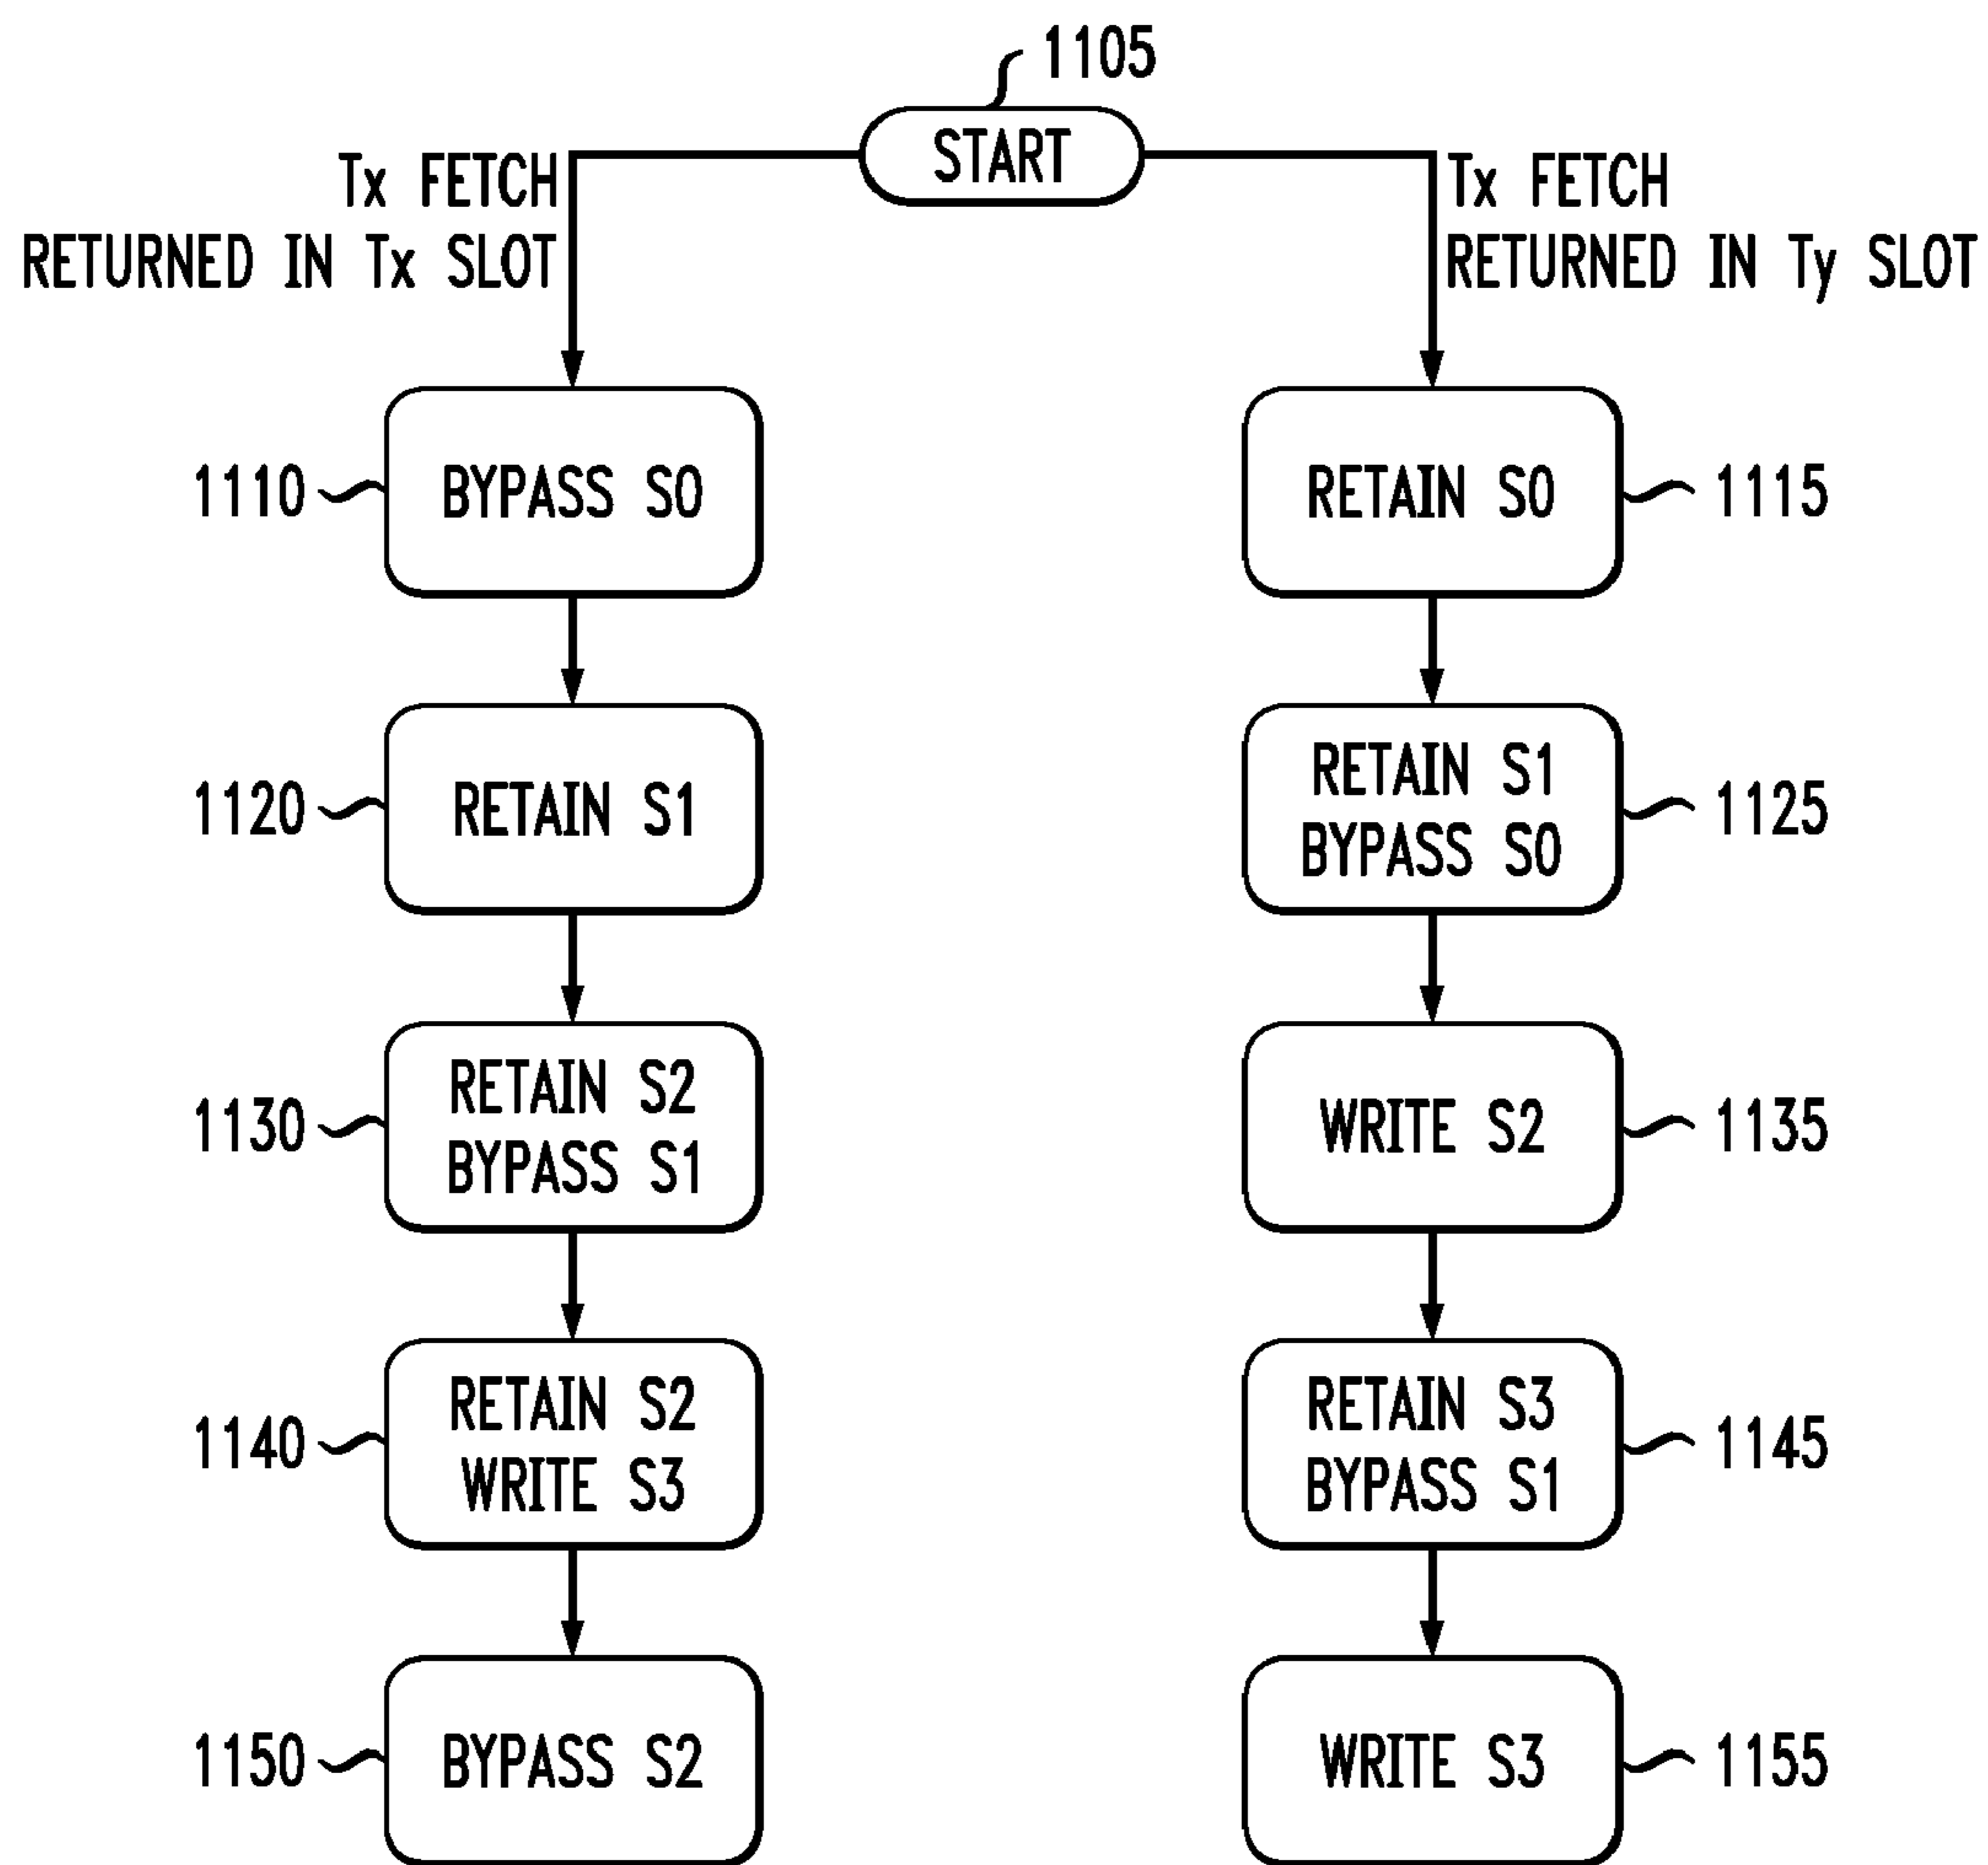 1105
START
Tx FETCH
RETURNED IN Tx SLOT
Tx FETCH
RETURNED IN Ty SLOT
1110
BYPASS S0
RETAIN S0
1115
1120
RETAIN S1
RETAIN S1
BYPASS S0
1125
1130
RETAIN S2
BYPASS S1
WRITE S2
1135
1140
RETAIN S2
WRITE S3
RETAIN S3
BYPASS S1
1145
1150
BYPASS S2
WRITE S3
1155